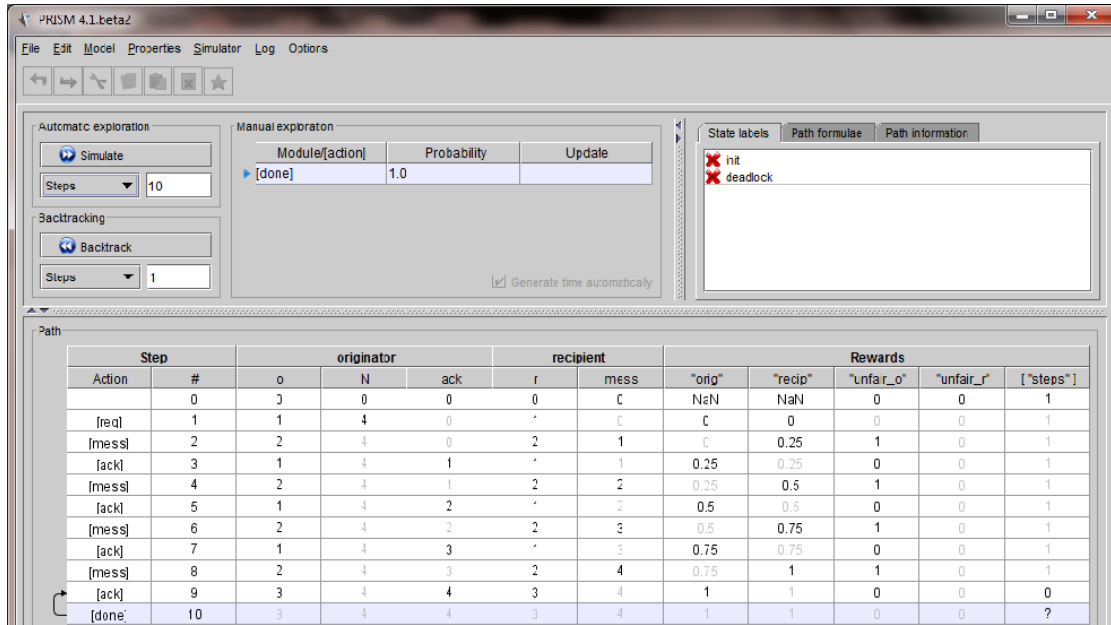 PRISM 4.1.beta2
File Edit Model Properties Simulator Log Options
Automatic exploration
Simulate
Steps 10
Backtracking
Backtrack
Steps 1
Manual exploration
Module/[action] Probability Update
[done] 1.0
Generate time automatically
State labels Path formulae Path information
init
deadlock
Path
Step originator recipient Rewards
Action # o N ack r mess "orig" "recip" "unfair_o" "unfair_r" ["steps"]
0 0 0 0 0 0 NaN NaN 0 0 1
[req] 1 1 4 0 1 0 0 0 0 0 1
[mess] 2 2 4 0 2 1 0 0.25 1 0 1
[ack] 3 1 4 1 1 1 0.25 0.25 0 0 1
[mess] 4 2 4 1 2 2 0.25 0.5 1 0 1
[ack] 5 1 4 2 1 2 0.5 0.5 0 0 1
[mess] 6 2 4 2 2 3 0.5 0.75 1 0 1
[ack] 7 1 4 3 1 3 0.75 0.75 0 0 1
[mess] 8 2 4 3 2 4 0.75 1 1 0 1
[ack] 9 3 4 4 3 4 1 1 0 0 0
[done] 10 3 4 4 3 4 1 1 0 0 ?